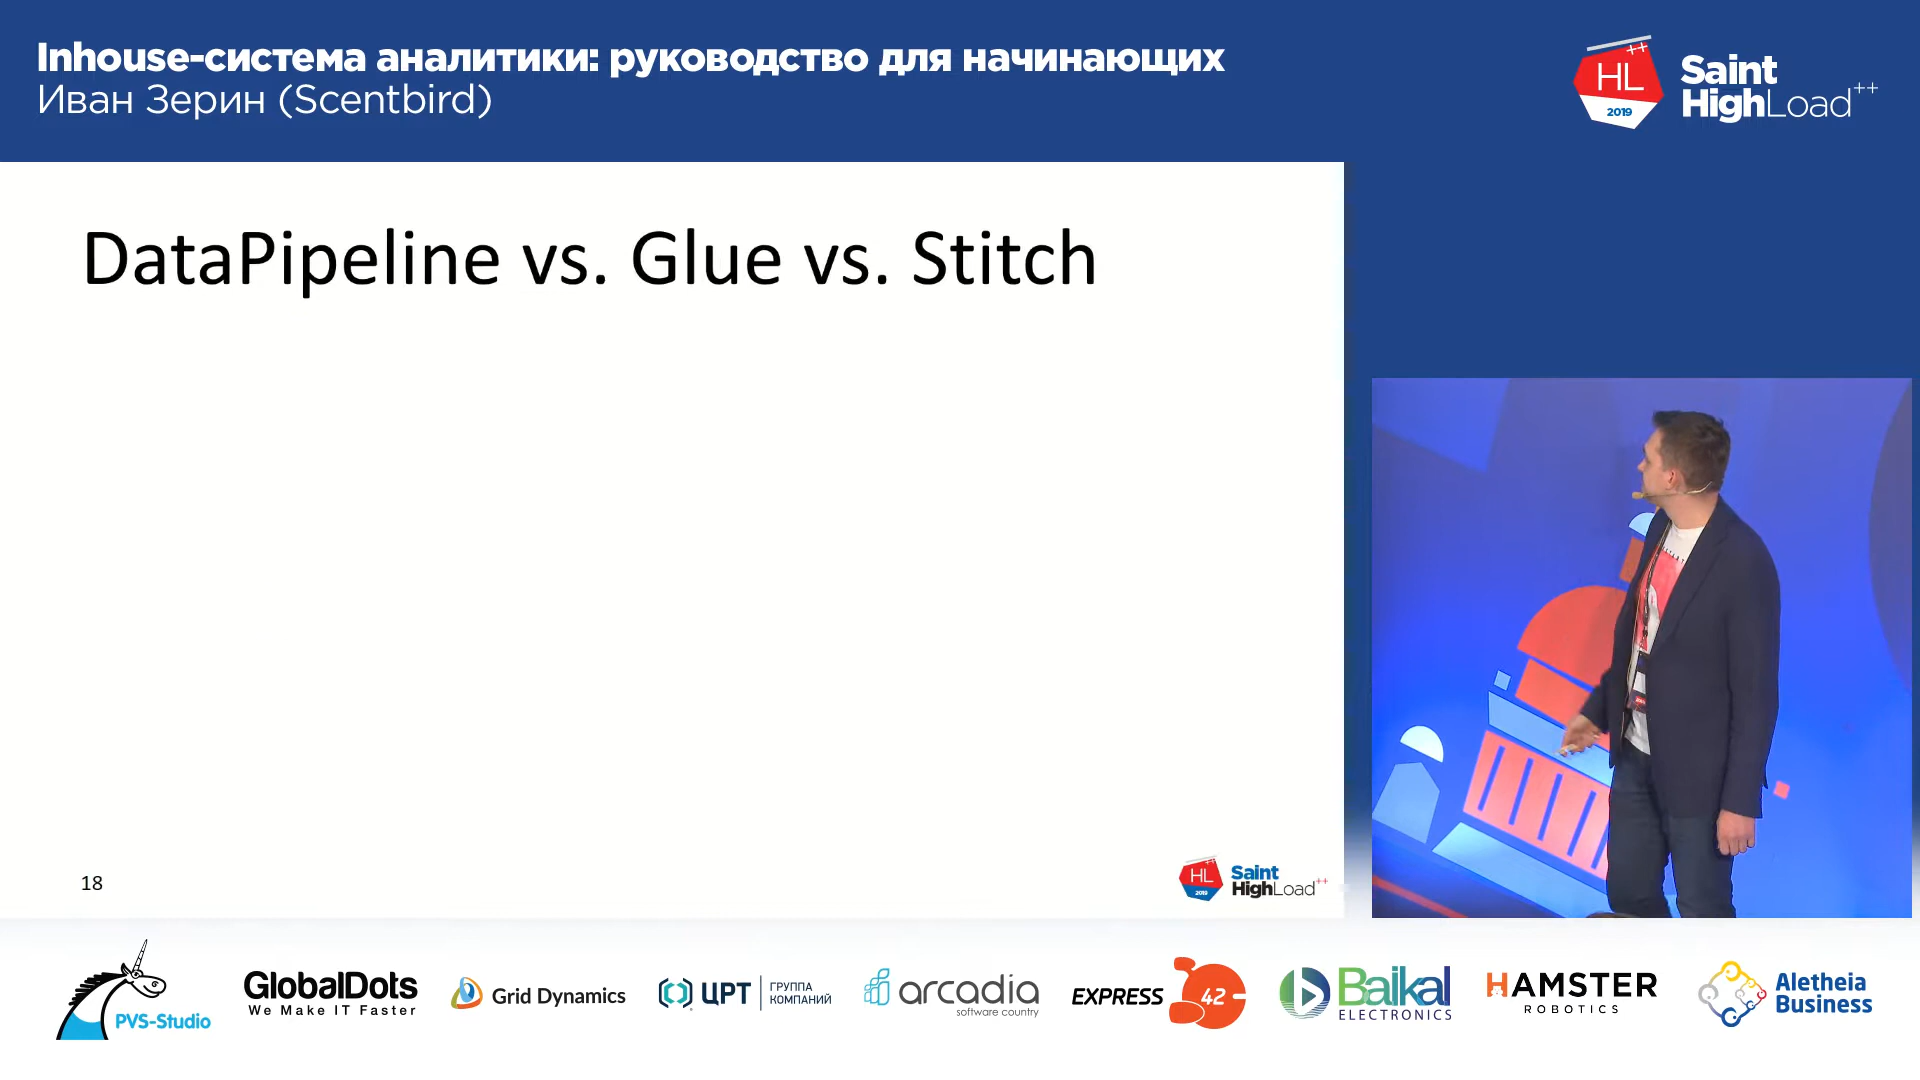 Inhouse-система аналитики: руководство для начинающих
Иван Зерин (Scentbird)
HL++
2019
Saint
HighLoad++
DataPipeline vs. Glue vs. Stitch
18
HL++
2019
Saint
HighLoad++
PVS-Studio
GlobalDots
We Make IT Faster
Grid Dynamics
ЦРТ ГРУППА КОМПАНИЙ
arcadia
software country
EXPRESS 42
Baikal
ELECTRONICS
HAMSTER
ROBOTICS
Aletheia
Business